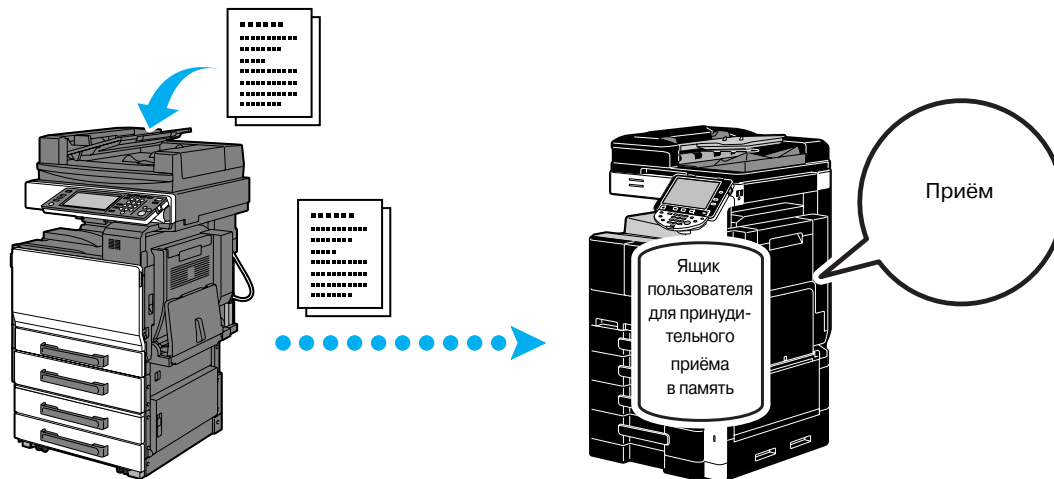 Приём
Ящик
пользователя
для принуди-
тельного
приёма
в память